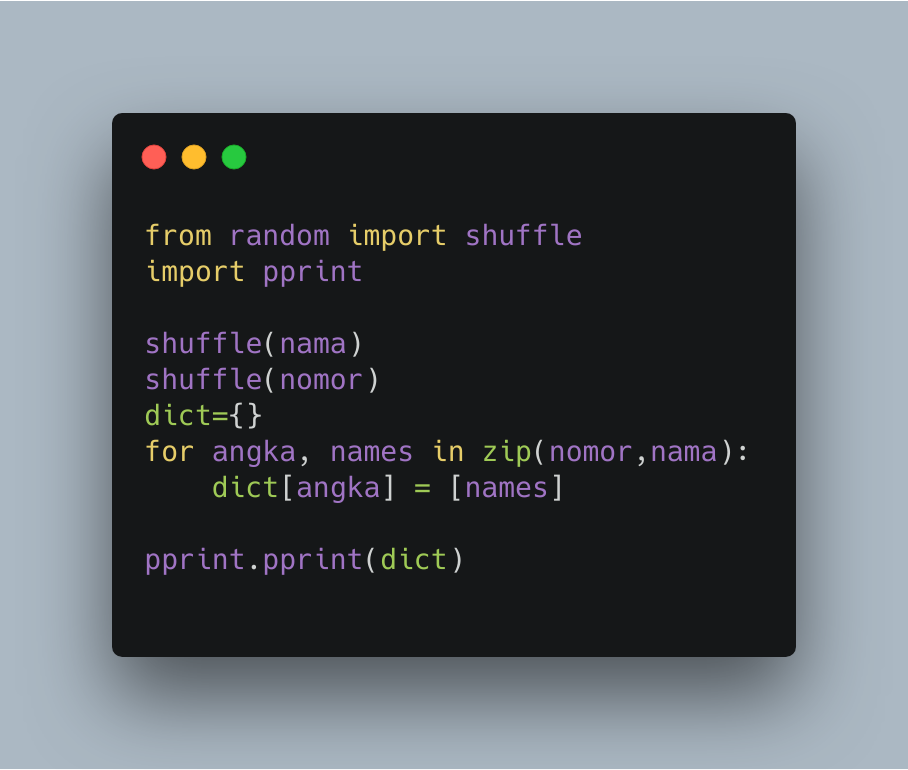 from random import shuffle
import pprint
shuffle(nama)
shuffle(nomor)
dict={}
for angka, names in zip(nomor,nama):
    dict[angka] = [names]
pprint.pprint(dict)